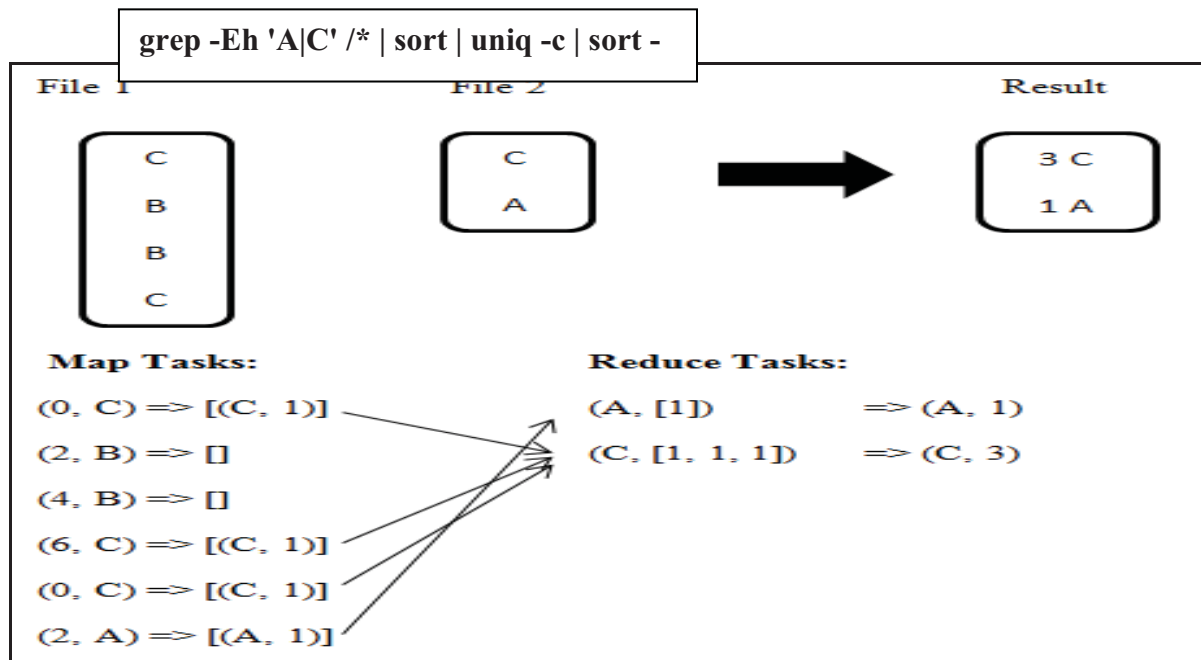 grep -Eh 'A|C' /* | sort | uniq -c | sort -
File 1 File 2 Result
C C 3 C
B A 1 A
B
C
Map Tasks: Reduce Tasks:
(0, C) => [(C, 1)] (A, [1]) => (A, 1)
(2, B) => [] (C, [1, 1, 1]) => (C, 3)
(4, B) => []
(6, C) => [(C, 1)]
(0, C) => [(C, 1)]
(2, A) => [(A, 1)]